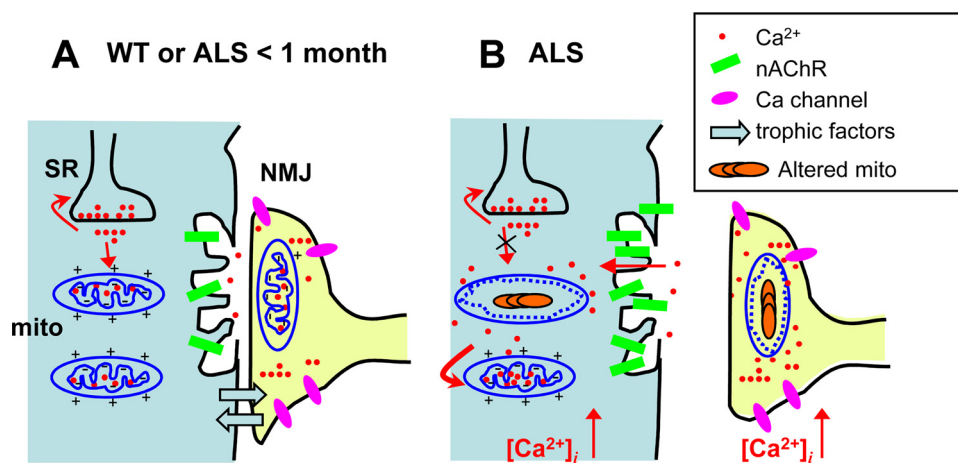 A WT or ALS < 1 month
B ALS
Ca²⁺
nAChR
Ca channel
trophic factors
Altered mito
SR
NMJ
mito
[Ca²⁺]i
[Ca²⁺]i